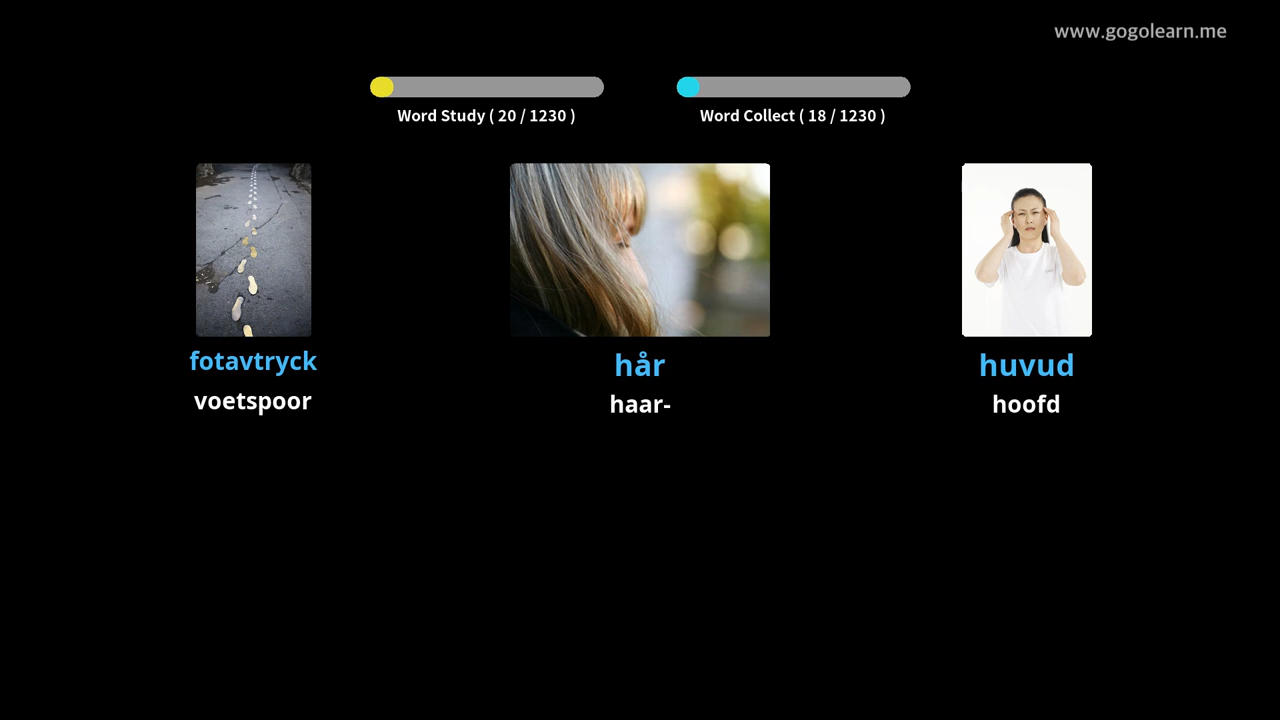 www.gogolearn.me
Word Study ( 20 / 1230 )
Word Collect ( 18 / 1230 )
fotavtryck
voetspoor
hår
haar-
huvud
hoofd